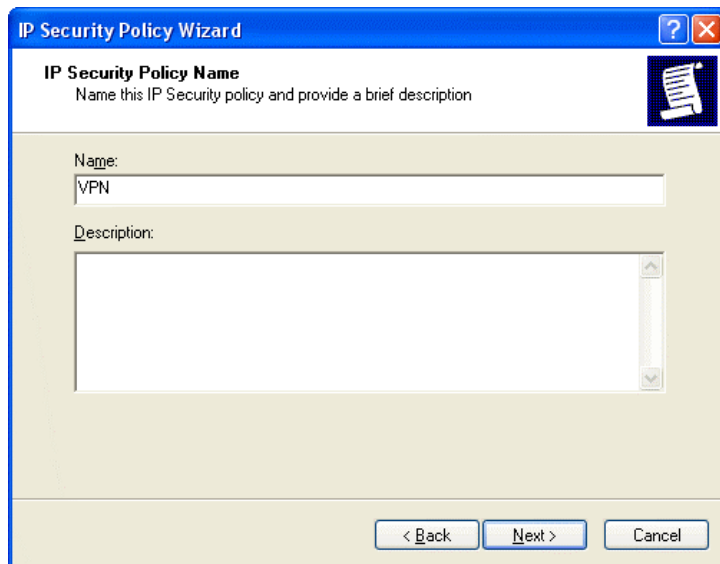 IP Security Policy Wizard
IP Security Policy Name
Name this IP Security policy and provide a brief description
Name:
VPN
Description:
< Back
Next >
Cancel